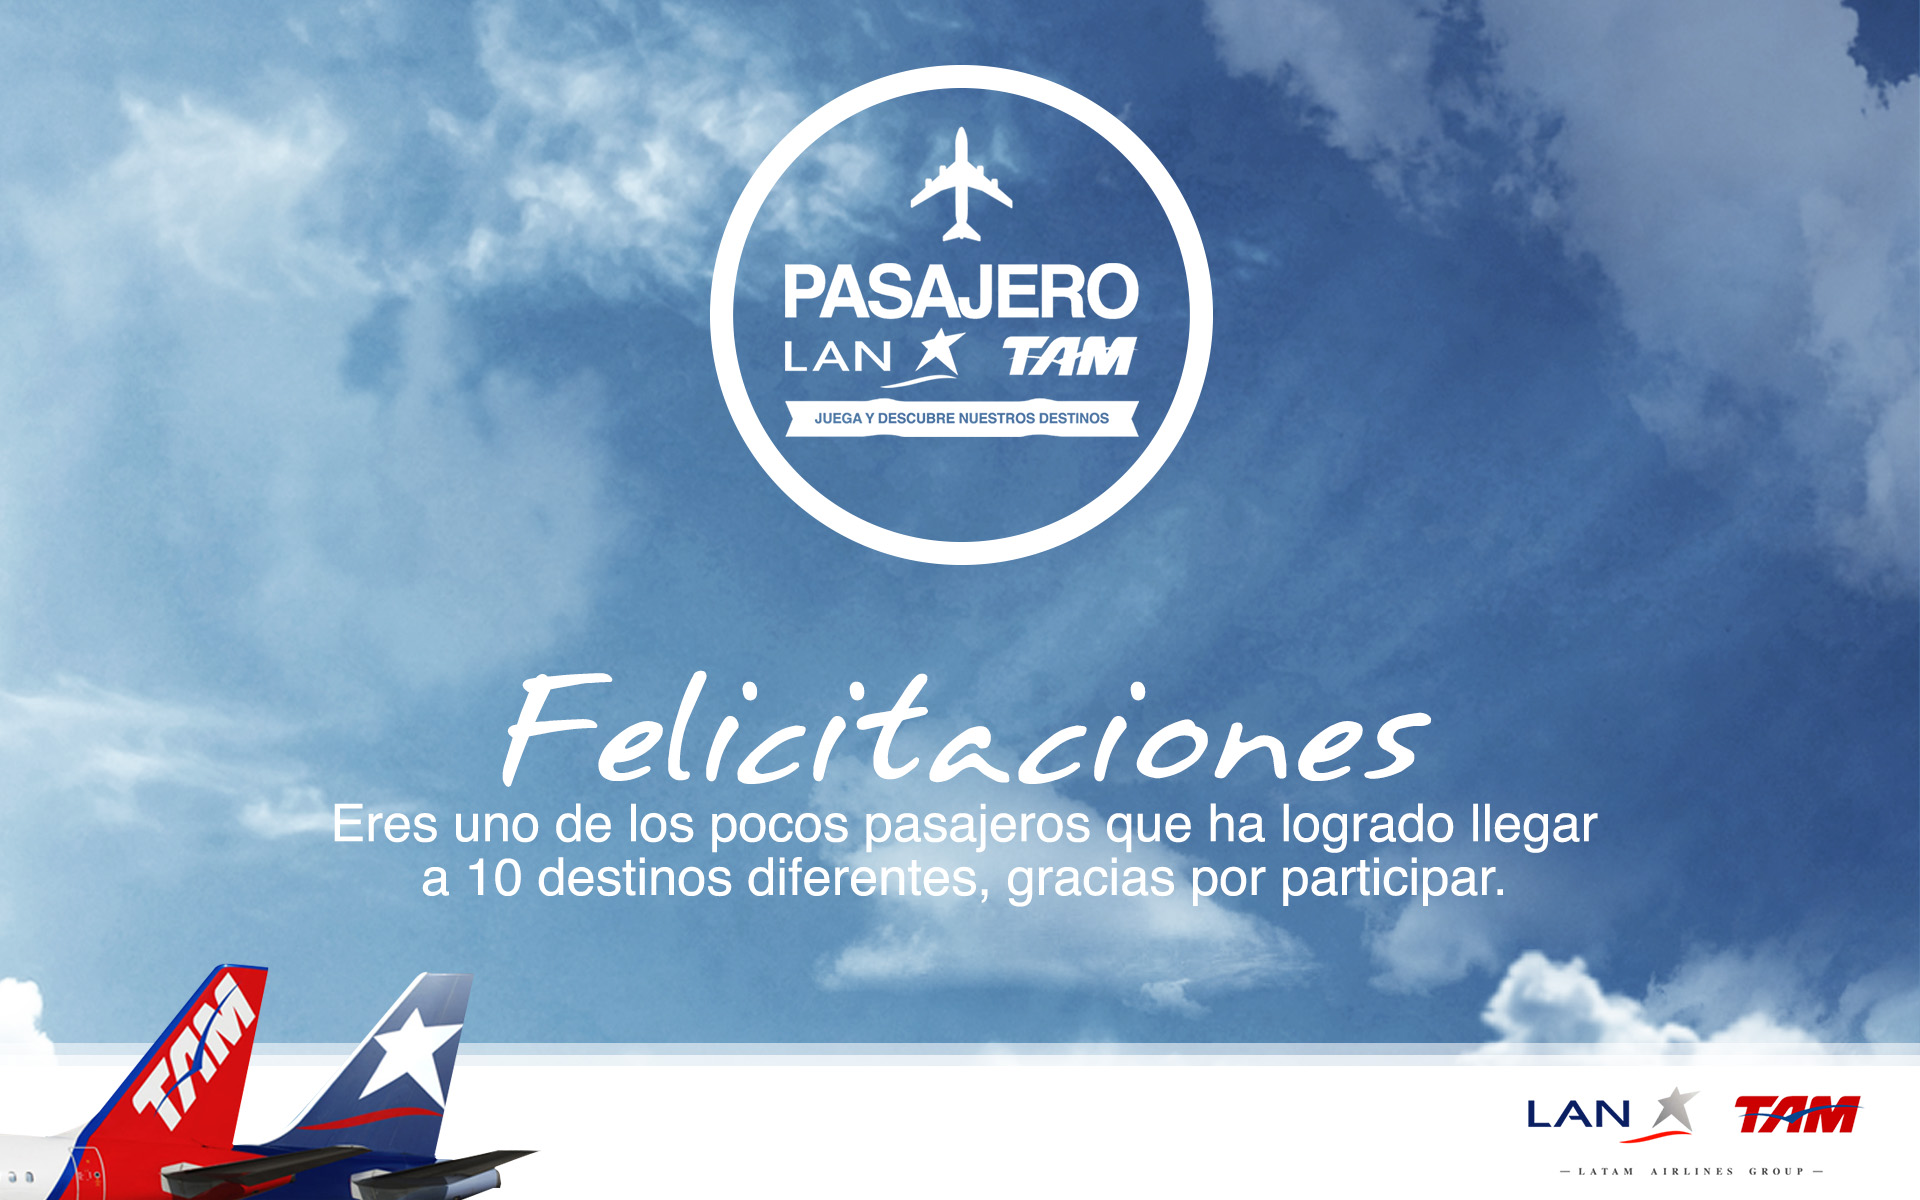 PASAJERO
LAN TAM
JUEGA Y DESCUBRE NUESTROS DESTINOS
Felicitaciones
Eres uno de los pocos pasajeros que ha logrado llegar
a 10 destinos diferentes, gracias por participar.
TAM
LAN TAM
— LATAM AIRLINES GROUP —